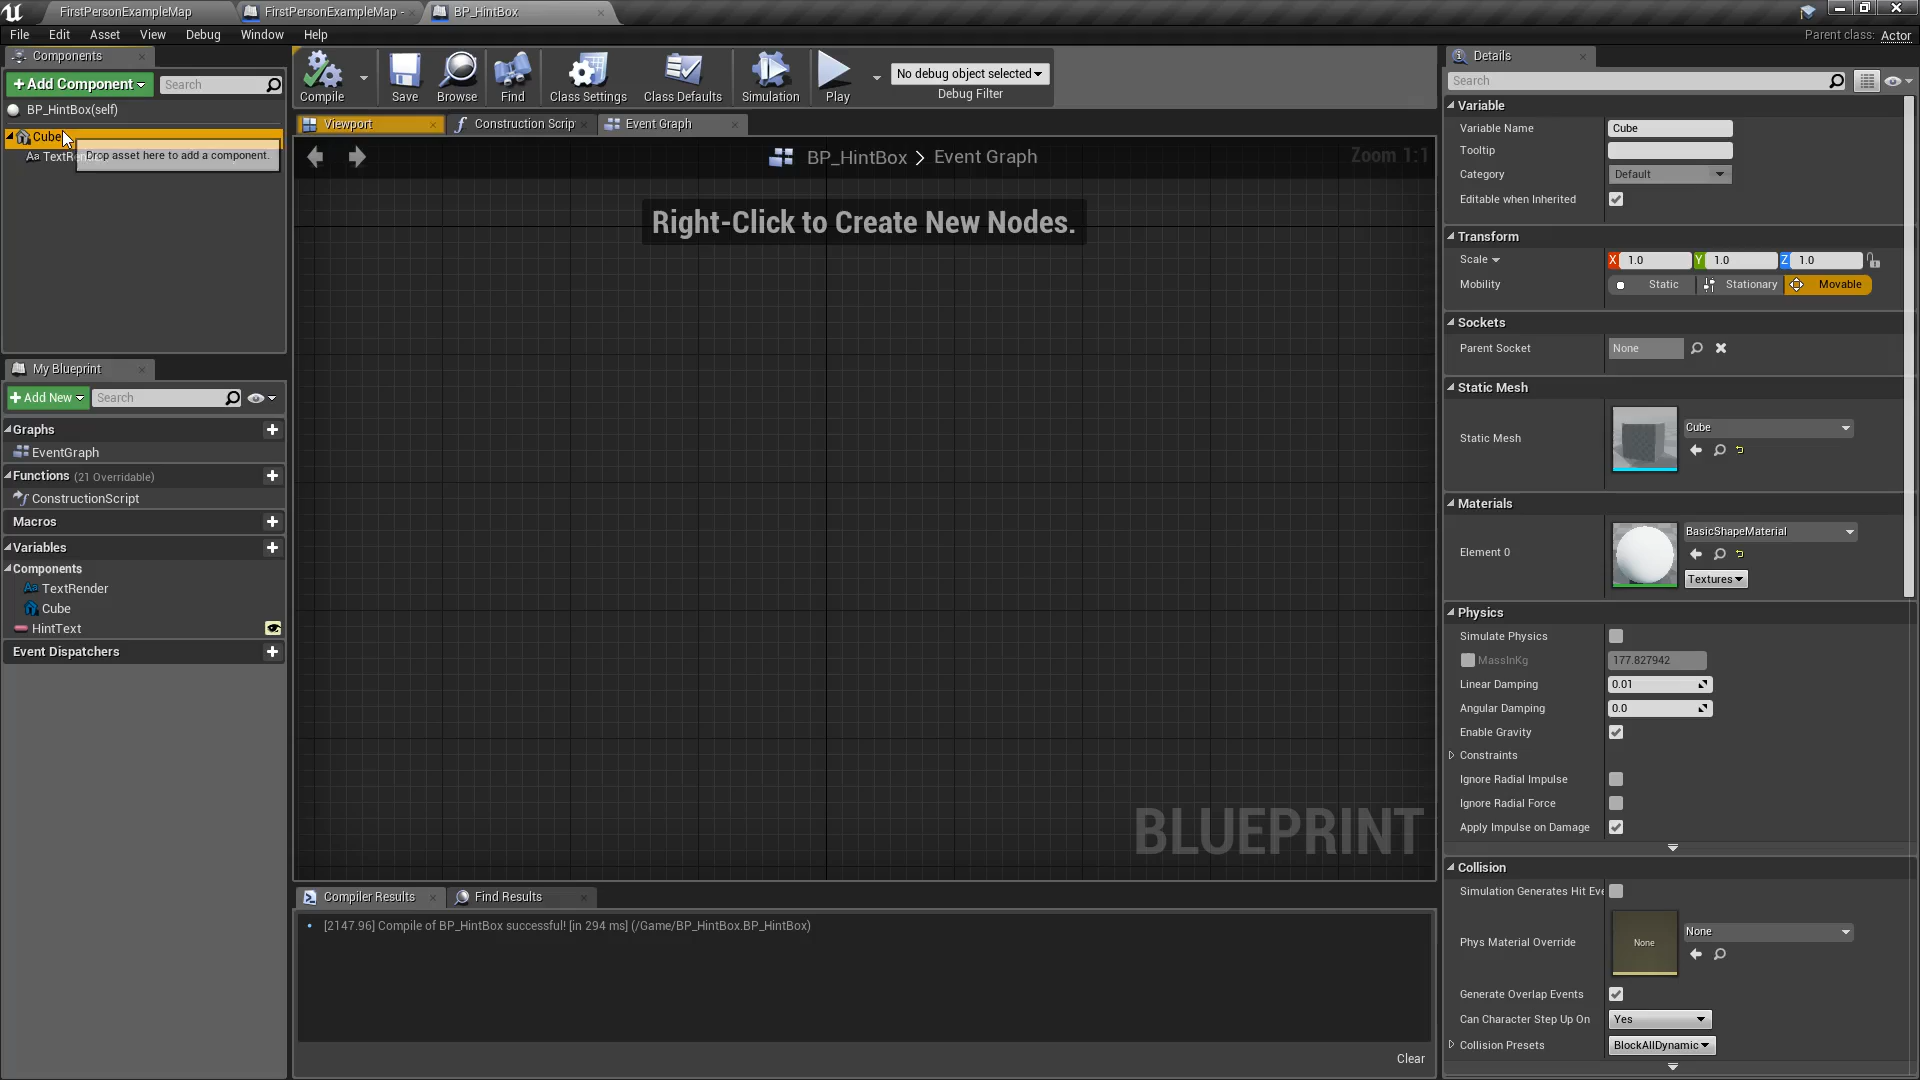 FirstPersonExampleMap
FirstPersonExampleMap -
BP_HintBox
File Edit Asset View Debug Window Help
Parent class: Actor
Components
+Add Component
Search
BP_HintBox(self)
Cube
Drop asset here to add a component.
My Blueprint
+Add New
Search
Graphs
EventGraph
Functions (21 Overridable)
ConstructionScript
Macros
Variables
Components
TextRender
Cube
HintText
Event Dispatchers
Compile Save Browse Find Class Settings Class Defaults Simulation Play
No debug object selected
Debug Filter
Viewport
Construction Scrip
Event Graph
BP_HintBox > Event Graph
Zoom 1:1
Right-Click to Create New Nodes.
BLUEPRINT
Compiler Results
Find Results
[2147.96] Compile of BP_HintBox successful! [in 294 ms] (/Game/BP_HintBox.BP_HintBox)
Clear
Details
Search
Variable
Variable Name Cube
Tooltip
Category Default
Editable when Inherited
Transform
Scale X 1.0 Y 1.0 Z 1.0
Mobility Static Stationary Movable
Sockets
Parent Socket None
Static Mesh
Static Mesh Cube
Materials
Element 0 BasicShapeMaterial
Textures
Physics
Simulate Physics
MassInKg 177.827942
Linear Damping 0.01
Angular Damping 0.0
Enable Gravity
Constraints
Ignore Radial Impulse
Ignore Radial Force
Apply Impulse on Damage
Collision
Simulation Generates Hit Eve
Phys Material Override None None
Generate Overlap Events
Can Character Step Up On Yes
Collision Presets BlockAllDynamic